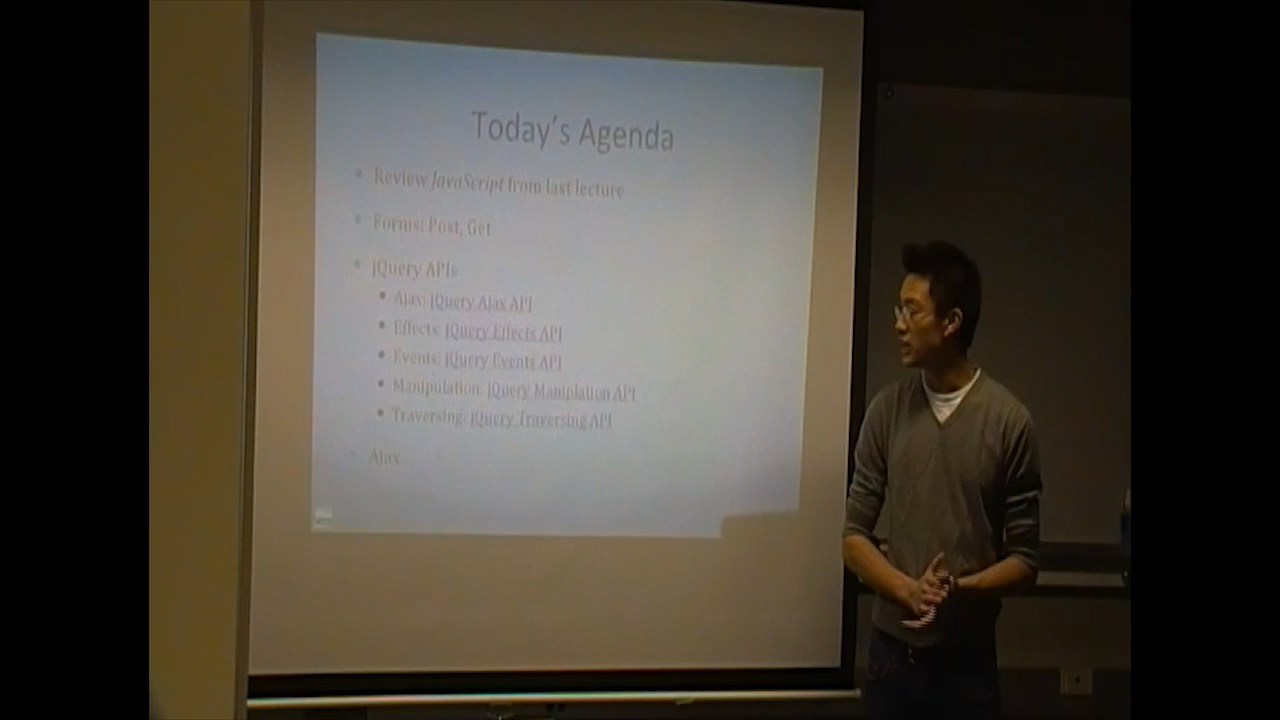 Today's Agenda
Review JavaScript from last lecture
Forms: Post, Get
jQuery APIs
Ajax: jQuery Ajax API
Effects: jQuery Effects API
Events: jQuery Events API
Manipulation: jQuery Maniplation API
Traversing: jQuery Traversing API
Ajax